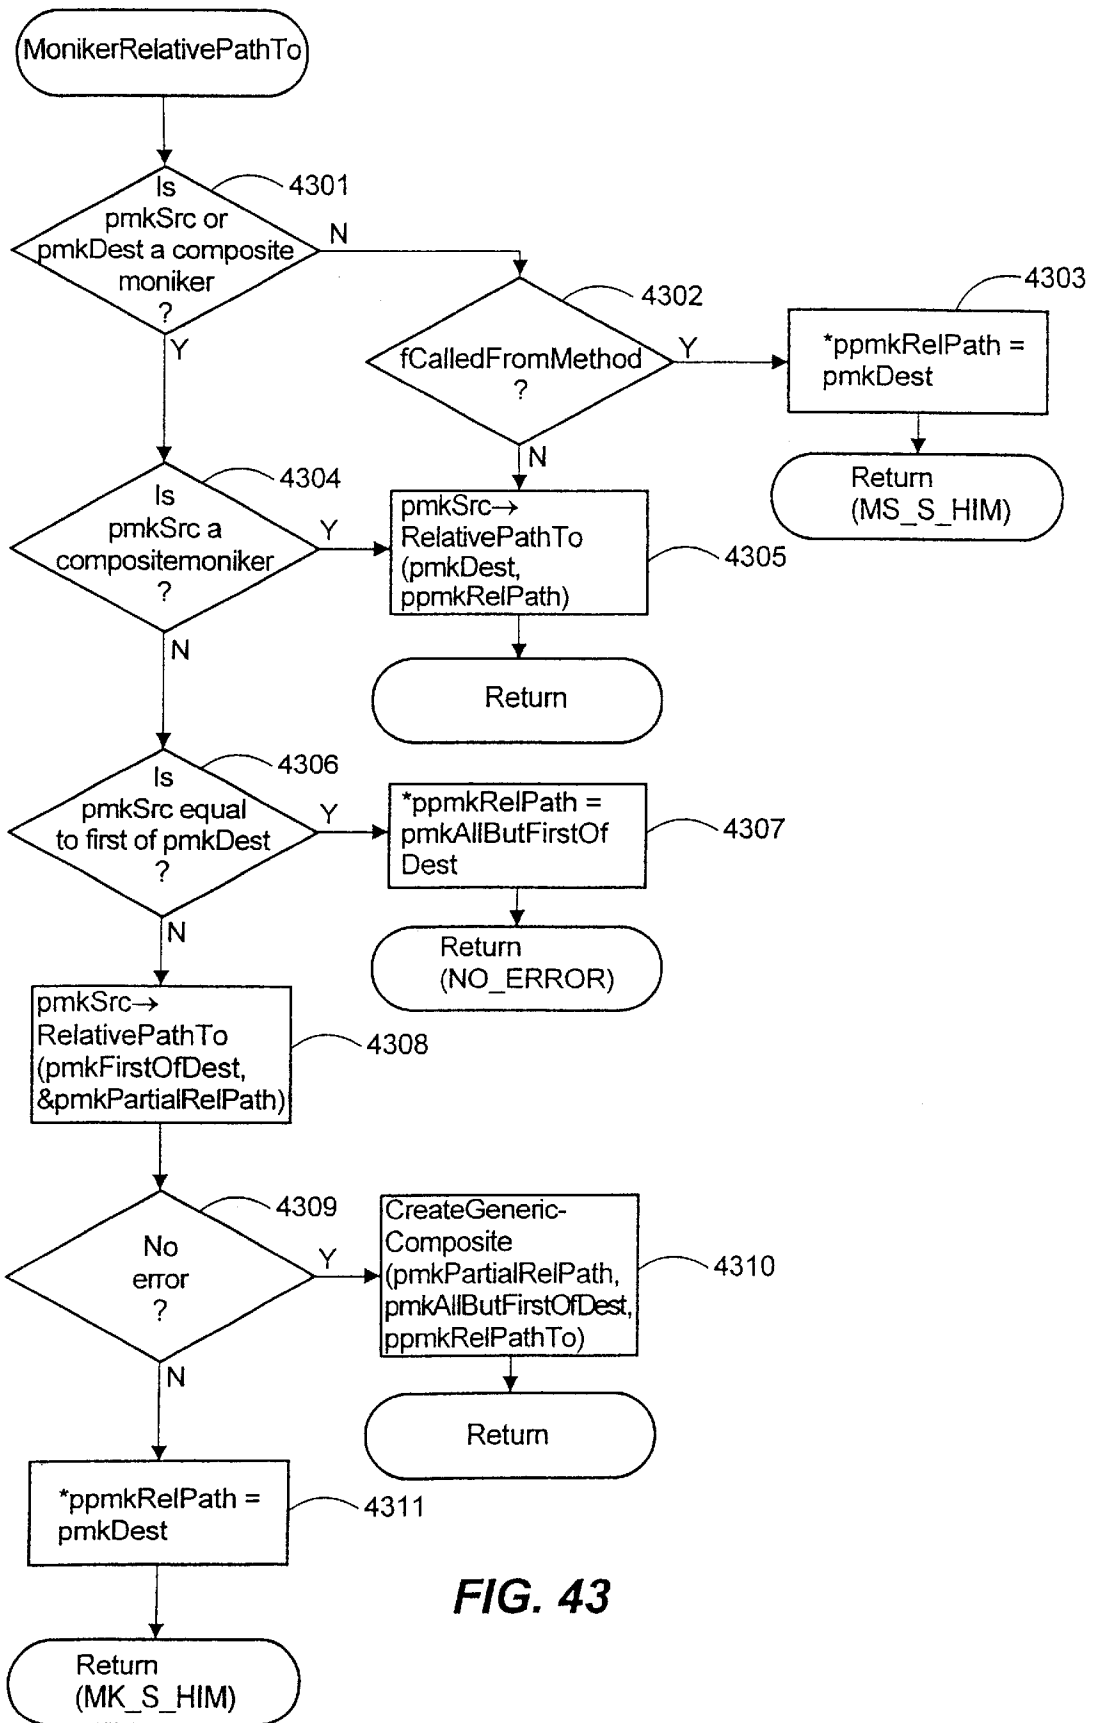 MonikerRelativePathTo
4301
Is
pmkSrc or
pmkDest a composite
moniker
?
N
Y
4302
fCalledFromMethod
?
Y
N
4303
*ppmkRelPath =
pmkDest
Return
(MS_S_HIM)
4304
Is
pmkSrc a
compositemoniker
?
Y
N
pmkSrc→
RelativePathTo
(pmkDest,
ppmkRelPath)
4305
Return
4306
Is
pmkSrc equal
to first of pmkDest
?
Y
N
*ppmkRelPath =
pmkAllButFirstOf
Dest
4307
Return
(NO_ERROR)
pmkSrc→
RelativePathTo
(pmkFirstOfDest,
&pmkPartialRelPath)
4308
4309
No
error
?
Y
N
CreateGeneric-
Composite
(pmkPartialRelPath,
pmkAllButFirstOfDest,
ppmkRelPathTo)
4310
Return
*ppmkRelPath =
pmkDest
4311
Return
(MK_S_HIM)
FIG. 43